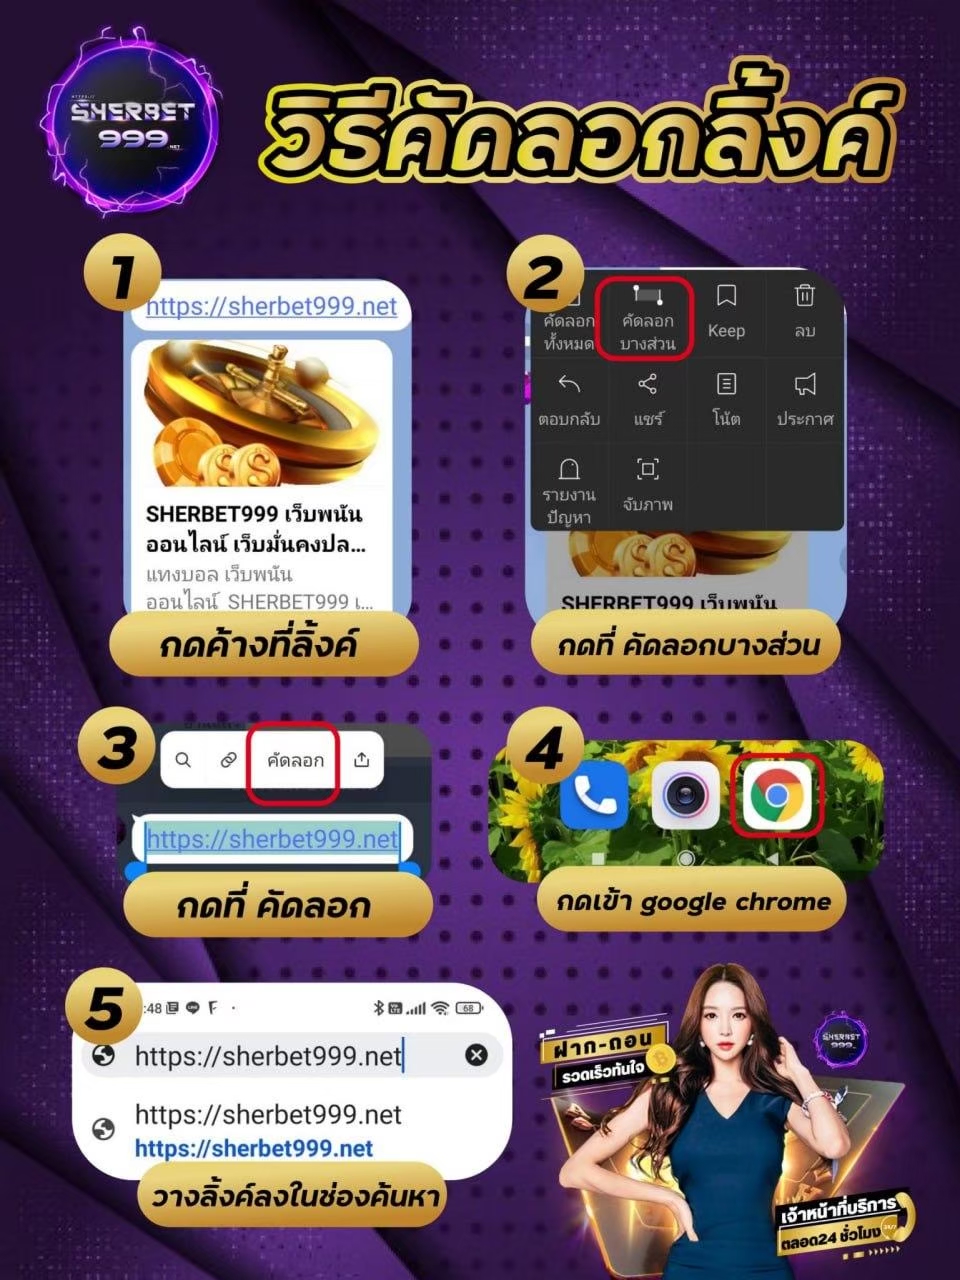 HTTPS://
SHERBET
999
.NET
วิธีคัดลอกลิ้งค์
1
https://sherbet999.net
SHERBET999 เว็บพนัน
ออนไลน์ เว็บมั่นคงปล...
แทงบอล เว็บพนัน
ออนไลน์ SHERBET999 เ...
กดค้างที่ลิ้งค์
2
คัดลอก
ทั้งหมด
คัดลอก
บางส่วน
Keep
ลบ
ตอบกลับ
แชร์
โน้ต
ประกาศ
รายงาน
ปัญหา
จับภาพ
SHERBET999 เว็บพนัน
กดที่ คัดลอกบางส่วน
3
คัดลอก
https://sherbet999.net
กดที่ คัดลอก
4
กดเข้า google chrome
5
:48
68
https://sherbet999.net
https://sherbet999.net
https://sherbet999.net
วางลิ้งค์ลงในช่องค้นหา
ฝาก-ถอน
รวดเร็วทันใจ
SHERBET
999
เจ้าหน้าที่บริการ
ตลอด24 ชั่วโมง
24/7